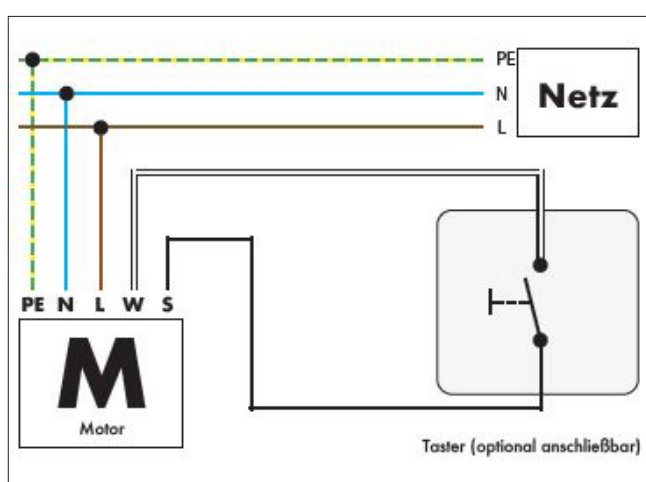 PE
N
Netz
L
PE N L W S
M
Motor
Taster (optional anschließbar)